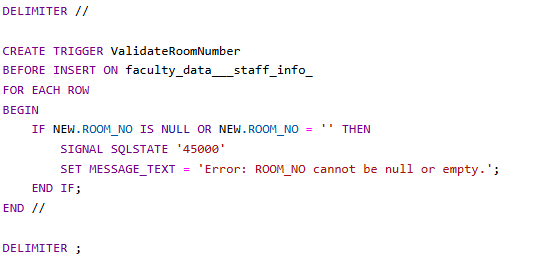 DELIMITER //
CREATE TRIGGER ValidateRoomNumber
BEFORE INSERT ON faculty_data___staff_info_
FOR EACH ROW
BEGIN
IF NEW.ROOM_NO IS NULL OR NEW.ROOM_NO = '' THEN
SIGNAL SQLSTATE '45000'
SET MESSAGE_TEXT = 'Error: ROOM_NO cannot be null or empty.';
END IF;
END //
DELIMITER ;